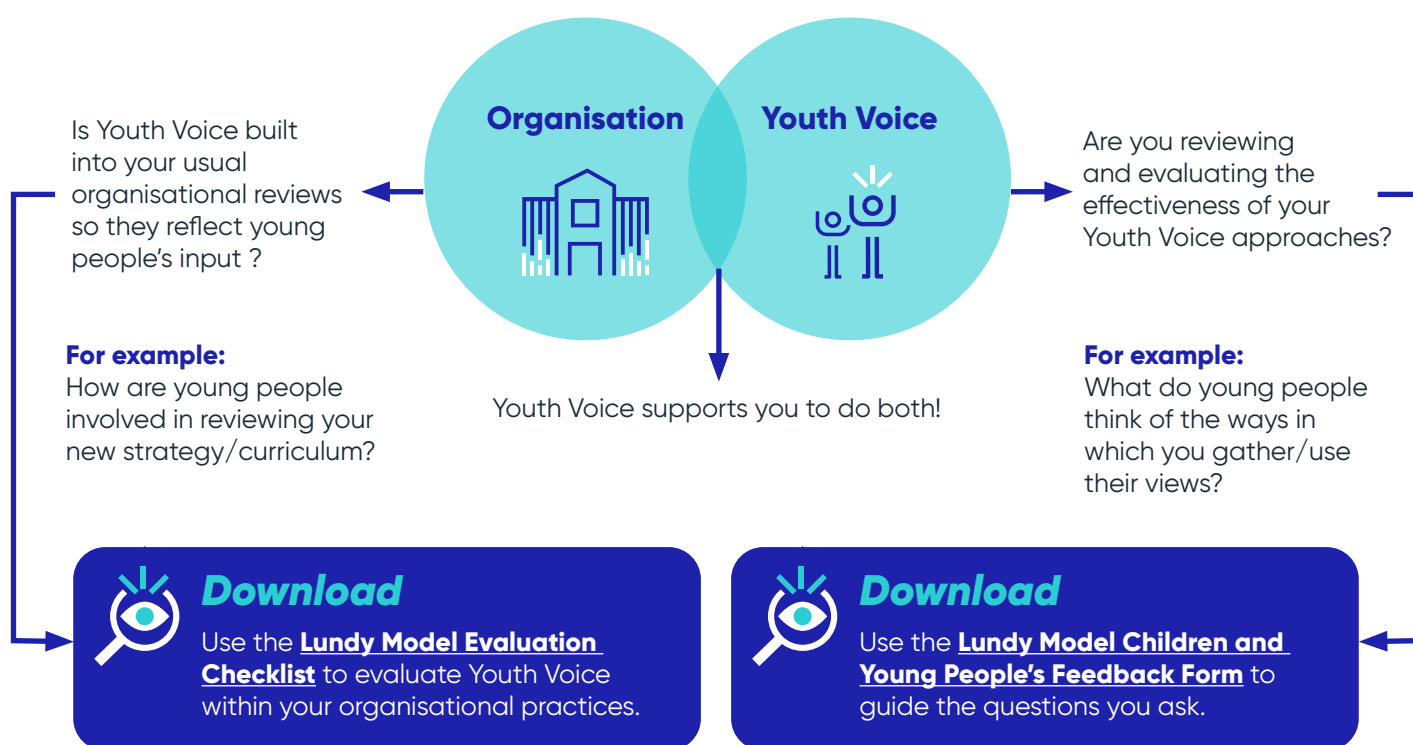 Organisation
Youth Voice
Is Youth Voice built
into your usual
organisational reviews
so they reflect young
people’s input ?
Are you reviewing
and evaluating the
effectiveness of your
Youth Voice approaches?
For example:
How are young people
involved in reviewing your
new strategy/curriculum?
Youth Voice supports you to do both!
For example:
What do young people
think of the ways in
which you gather/use
their views?
Download
Use the Lundy Model Evaluation
Checklist to evaluate Youth Voice
within your organisational practices.
Download
Use the Lundy Model Children and
Young People’s Feedback Form to
guide the questions you ask.